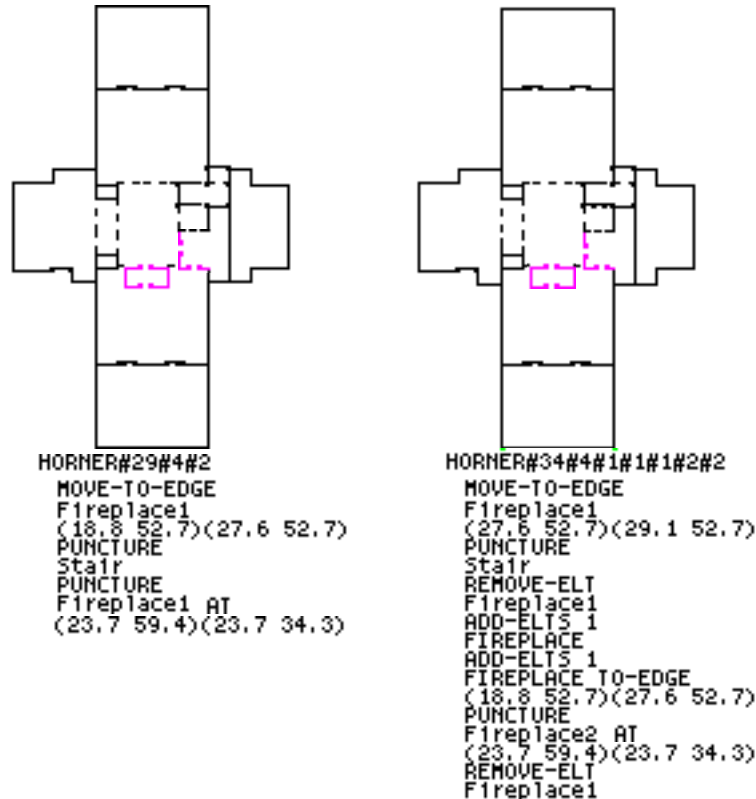 HORNER#29#4#2
MOVE-TO-EDGE
Fireplace1
(18.8 52.7)(27.6 52.7)
PUNCTURE
Stair
PUNCTURE
Fireplace1 AT
(23.7 59.4)(23.7 34.3)
HORNER#34#4#1#1#1#2#2
MOVE-TO-EDGE
Fireplace1
(27.6 52.7)(29.1 52.7)
PUNCTURE
Stair
REMOVE-ELT
Fireplace1
ADD-ELTS 1
FIREPLACE
ADD-ELTS 1
FIREPLACE TO-EDGE
(18.8 52.7)(27.6 52.7)
PUNCTURE
Fireplace2 AT
(23.7 59.4)(23.7 34.3)
REMOVE-ELT
Fireplace1